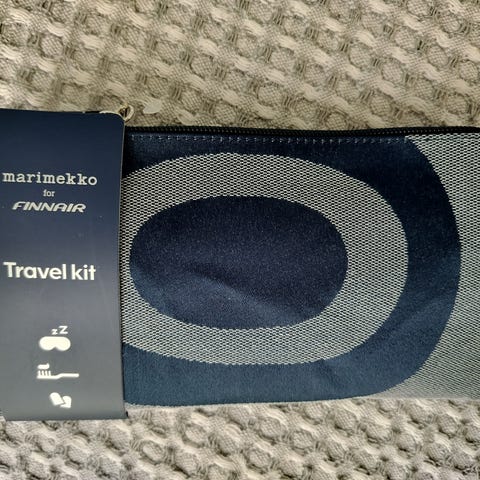 marimekko
for
FINNAIR
Travel kit
zz